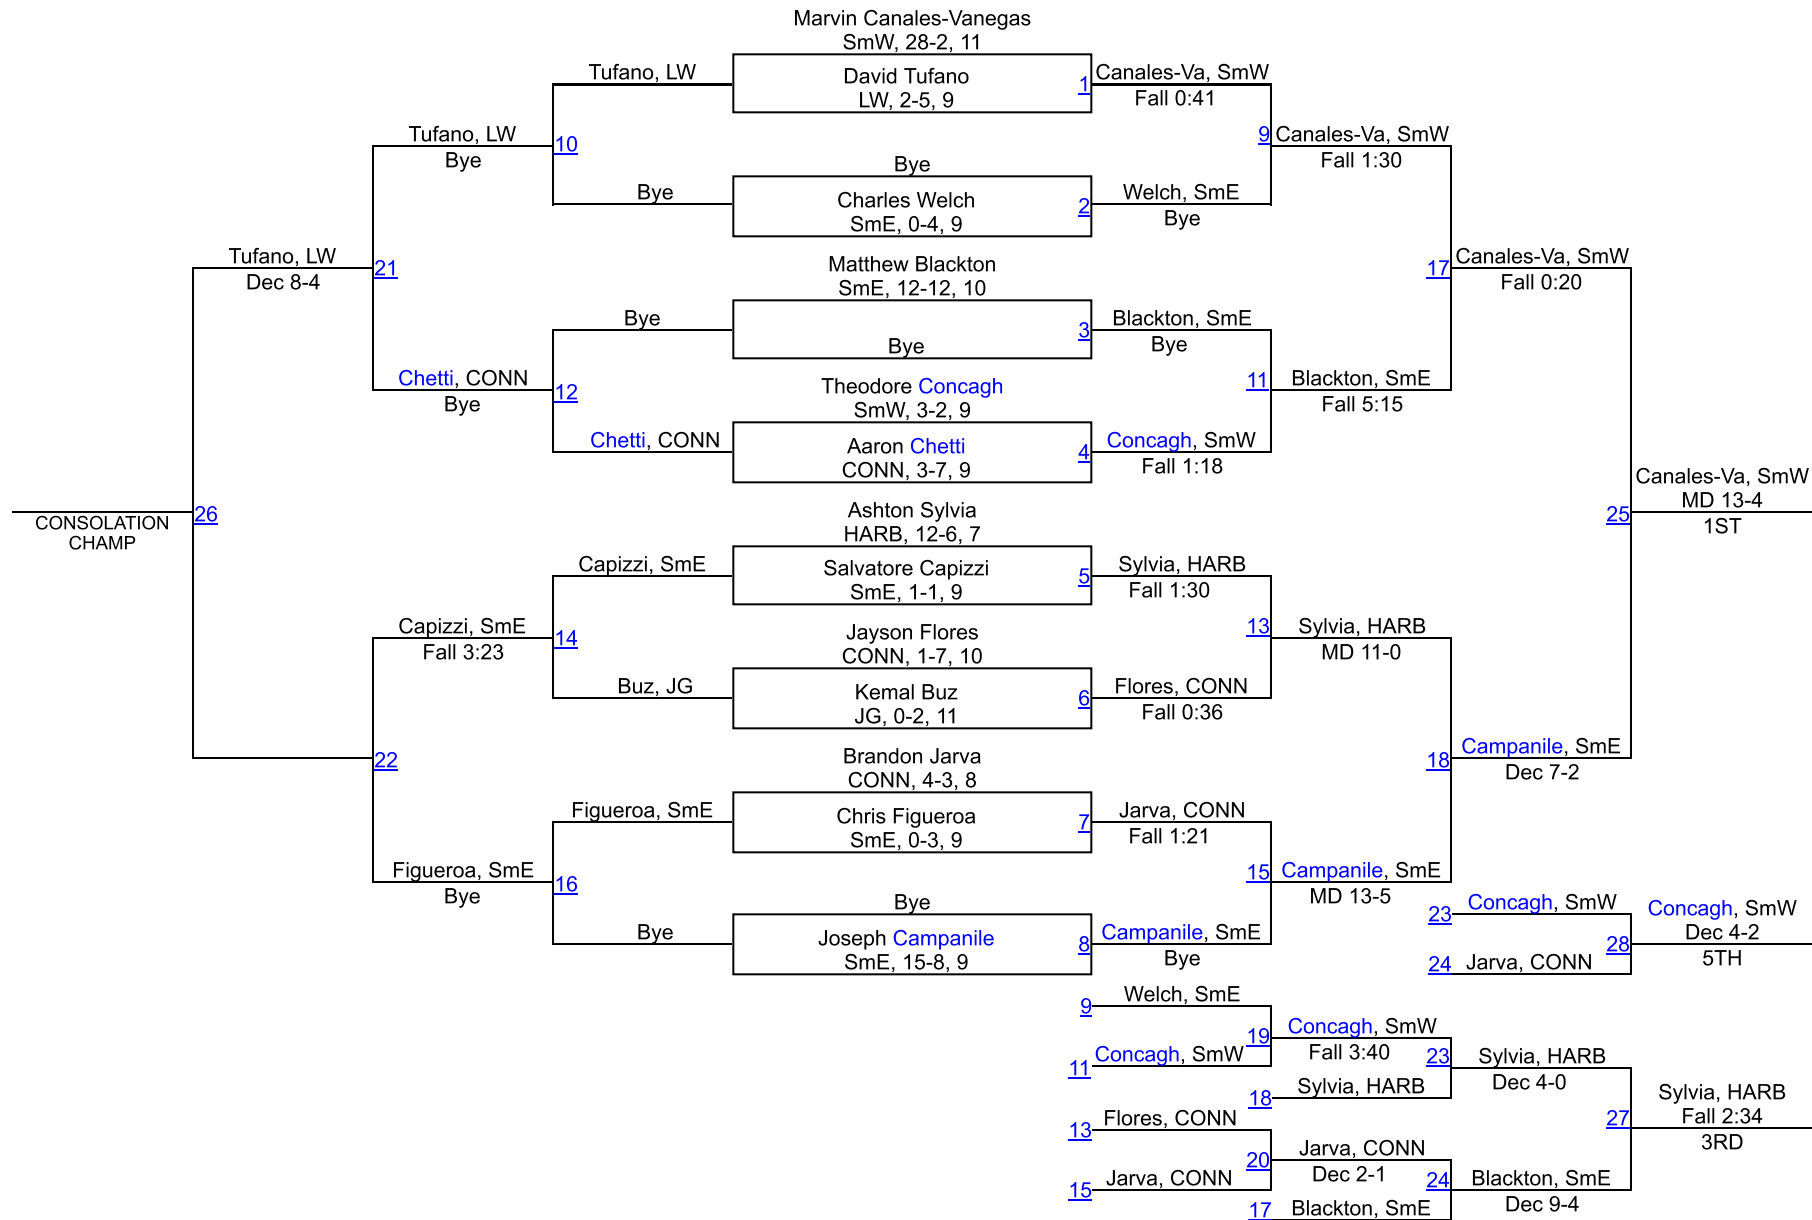 Marvin Canales-Vanegas
SmW, 28-2, 11
Tufano, LW
David Tufano
LW, 2-5, 9
1
Canales-Va, SmW
Fall 0:41
Tufano, LW
Bye
10
9
Canales-Va, SmW
Fall 1:30
Bye
Bye
Charles Welch
SmE, 0-4, 9
2
Welch, SmE
Bye
Tufano, LW
Dec 8-4
21
Matthew Blackton
SmE, 12-12, 10
17
Canales-Va, SmW
Fall 0:20
Bye
Bye
3
Blackton, SmE
Bye
Chetti, CONN
Bye
12
Theodore Concagh
SmW, 3-2, 9
11
Blackton, SmE
Fall 5:15
Chetti, CONN
Aaron Chetti
CONN, 3-7, 9
4
Concagh, SmW
Fall 1:18
CONSOLATION
CHAMP
26
Ashton Sylvia
HARB, 12-6, 7
25
Canales-Va, SmW
MD 13-4
1ST
Capizzi, SmE
Salvatore Capizzi
SmE, 1-1, 9
5
Sylvia, HARB
Fall 1:30
Capizzi, SmE
Fall 3:23
14
Jayson Flores
CONN, 1-7, 10
13
Sylvia, HARB
MD 11-0
Buz, JG
Kemal Buz
JG, 0-2, 11
6
Flores, CONN
Fall 0:36
22
Brandon Jarva
CONN, 4-3, 8
18
Campanile, SmE
Dec 7-2
Figueroa, SmE
Chris Figueroa
SmE, 0-3, 9
7
Jarva, CONN
Fall 1:21
Figueroa, SmE
Bye
16
15
Campanile, SmE
MD 13-5
Bye
Bye
Joseph Campanile
SmE, 15-8, 9
8
Campanile, SmE
Bye
23
Concagh, SmW
24
Jarva, CONN
28
Concagh, SmW
Dec 4-2
5TH
9
Welch, SmE
11
Concagh, SmW
19
Concagh, SmW
Fall 3:40
18
Sylvia, HARB
23
Sylvia, HARB
Dec 4-0
13
Flores, CONN
15
Jarva, CONN
20
Jarva, CONN
Dec 2-1
17
Blackton, SmE
24
Blackton, SmE
Dec 9-4
27
Sylvia, HARB
Fall 2:34
3RD